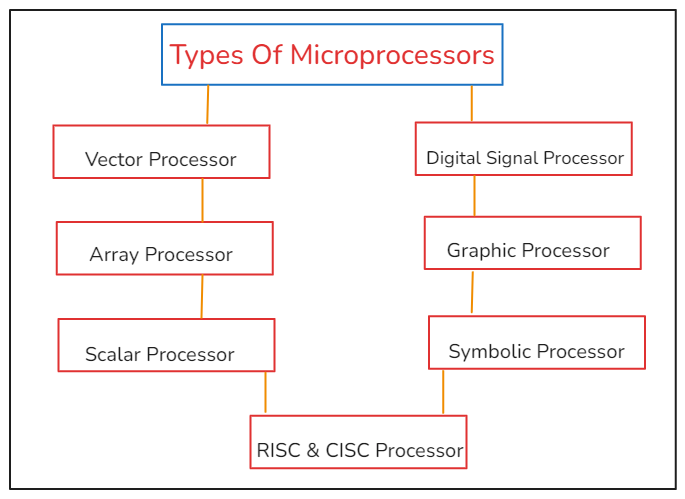 Types Of Microprocessors
Vector Processor
Digital Signal Processor
Array Processor
Graphic Processor
Scalar Processor
Symbolic Processor
RISC & CISC Processor